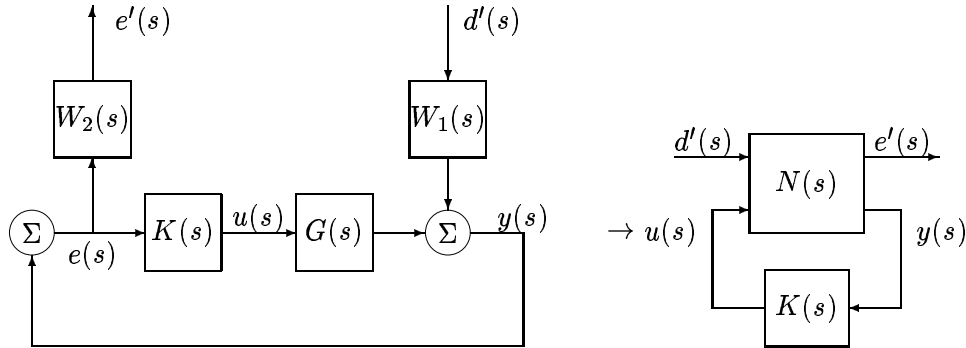 e′(s)
d′(s)
W₂(s)
W₁(s)
d′(s)
e′(s)
N(s)
Σ
K(s)
u(s)
G(s)
Σ
y(s)
e(s)
→ u(s)
y(s)
K(s)